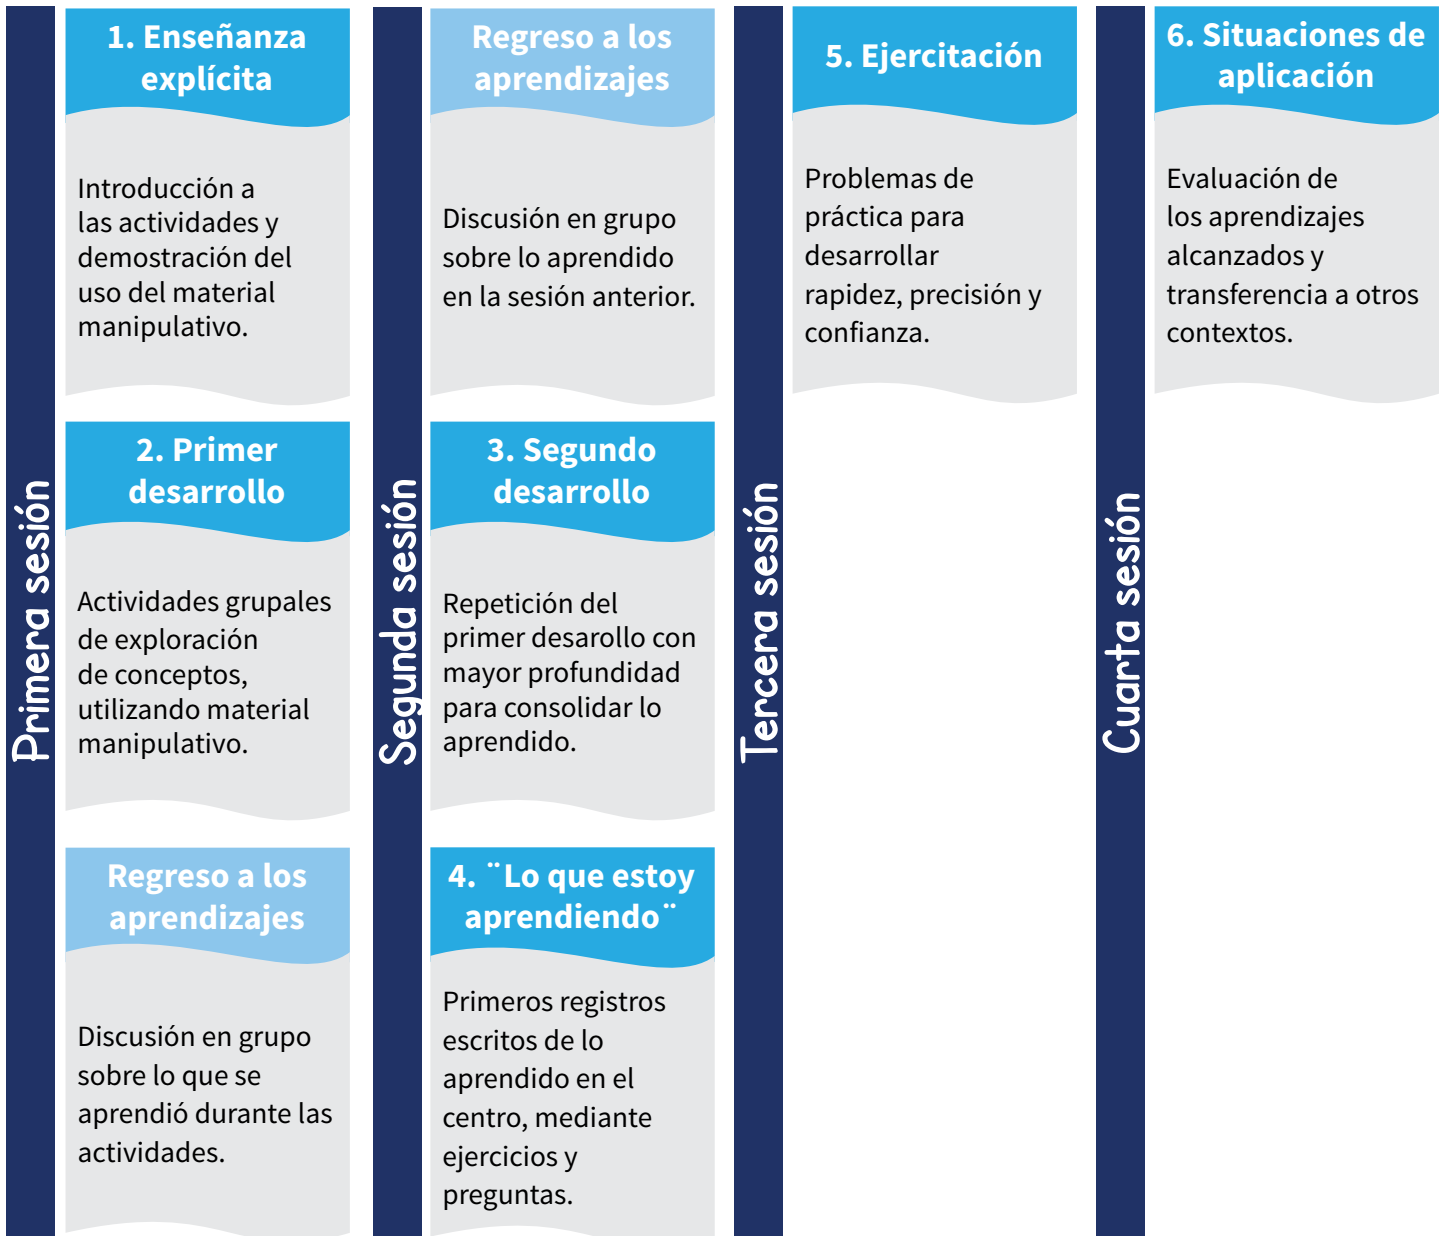 Primera sesión
1. Enseñanza
explícita
Introducción a
las actividades y
demostración del
uso del material
manipulativo.
2. Primer
desarrollo
Actividades grupales
de exploración
de conceptos,
utilizando material
manipulativo.
Regreso a los
aprendizajes
Discusión en grupo
sobre lo que se
aprendió durante las
actividades.
Segunda sesión
Regreso a los
aprendizajes
Discusión en grupo
sobre lo aprendido
en la sesión anterior.
3. Segundo
desarrollo
Repetición del
primer desarollo con
mayor profundidad
para consolidar lo
aprendido.
4. ¨Lo que estoy
aprendiendo¨
Primeros registros
escritos de lo
aprendido en el
centro, mediante
ejercicios y
preguntas.
Tercera sesión
5. Ejercitación
Problemas de
práctica para
desarrollar
rapidez, precisión y
confianza.
Cuarta sesión
6. Situaciones de
aplicación
Evaluación de
los aprendizajes
alcanzados y
transferencia a otros
contextos.